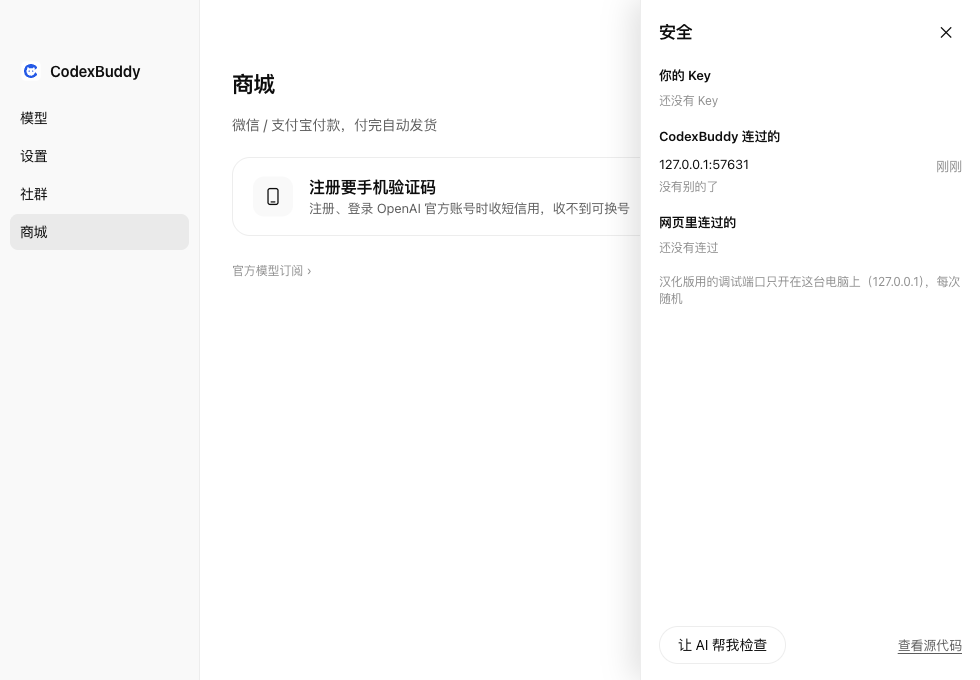 CodexBuddy
模型
设置
社群
商城
商城
微信 / 支付宝付款，付完自动发货
注册要手机验证码
注册、登录 OpenAI 官方账号时收短信用，收不到可换号
官方模型订阅 ›
安全
你的 Key
还没有 Key
CodexBuddy 连过的
127.0.0.1:57631
刚刚
没有别的了
网页里连过的
还没有连过
汉化版用的调试端口只开在这台电脑上（127.0.0.1），每次
随机
让 AI 帮我检查
查看源代码